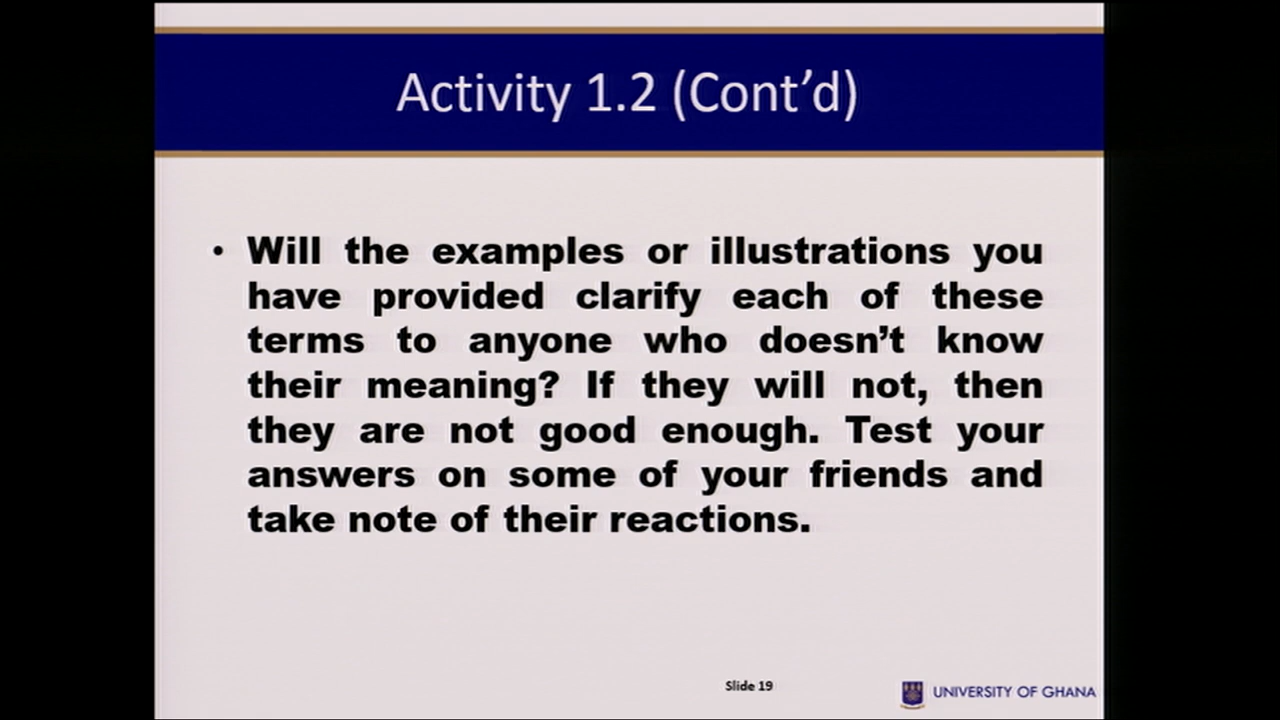 Activity 1.2 (Cont’d)
• Will the examples or illustrations you
have provided clarify each of these
terms to anyone who doesn’t know
their meaning? If they will not, then
they are not good enough. Test your
answers on some of your friends and
take note of their reactions.
Slide 19
UNIVERSITY OF GHANA